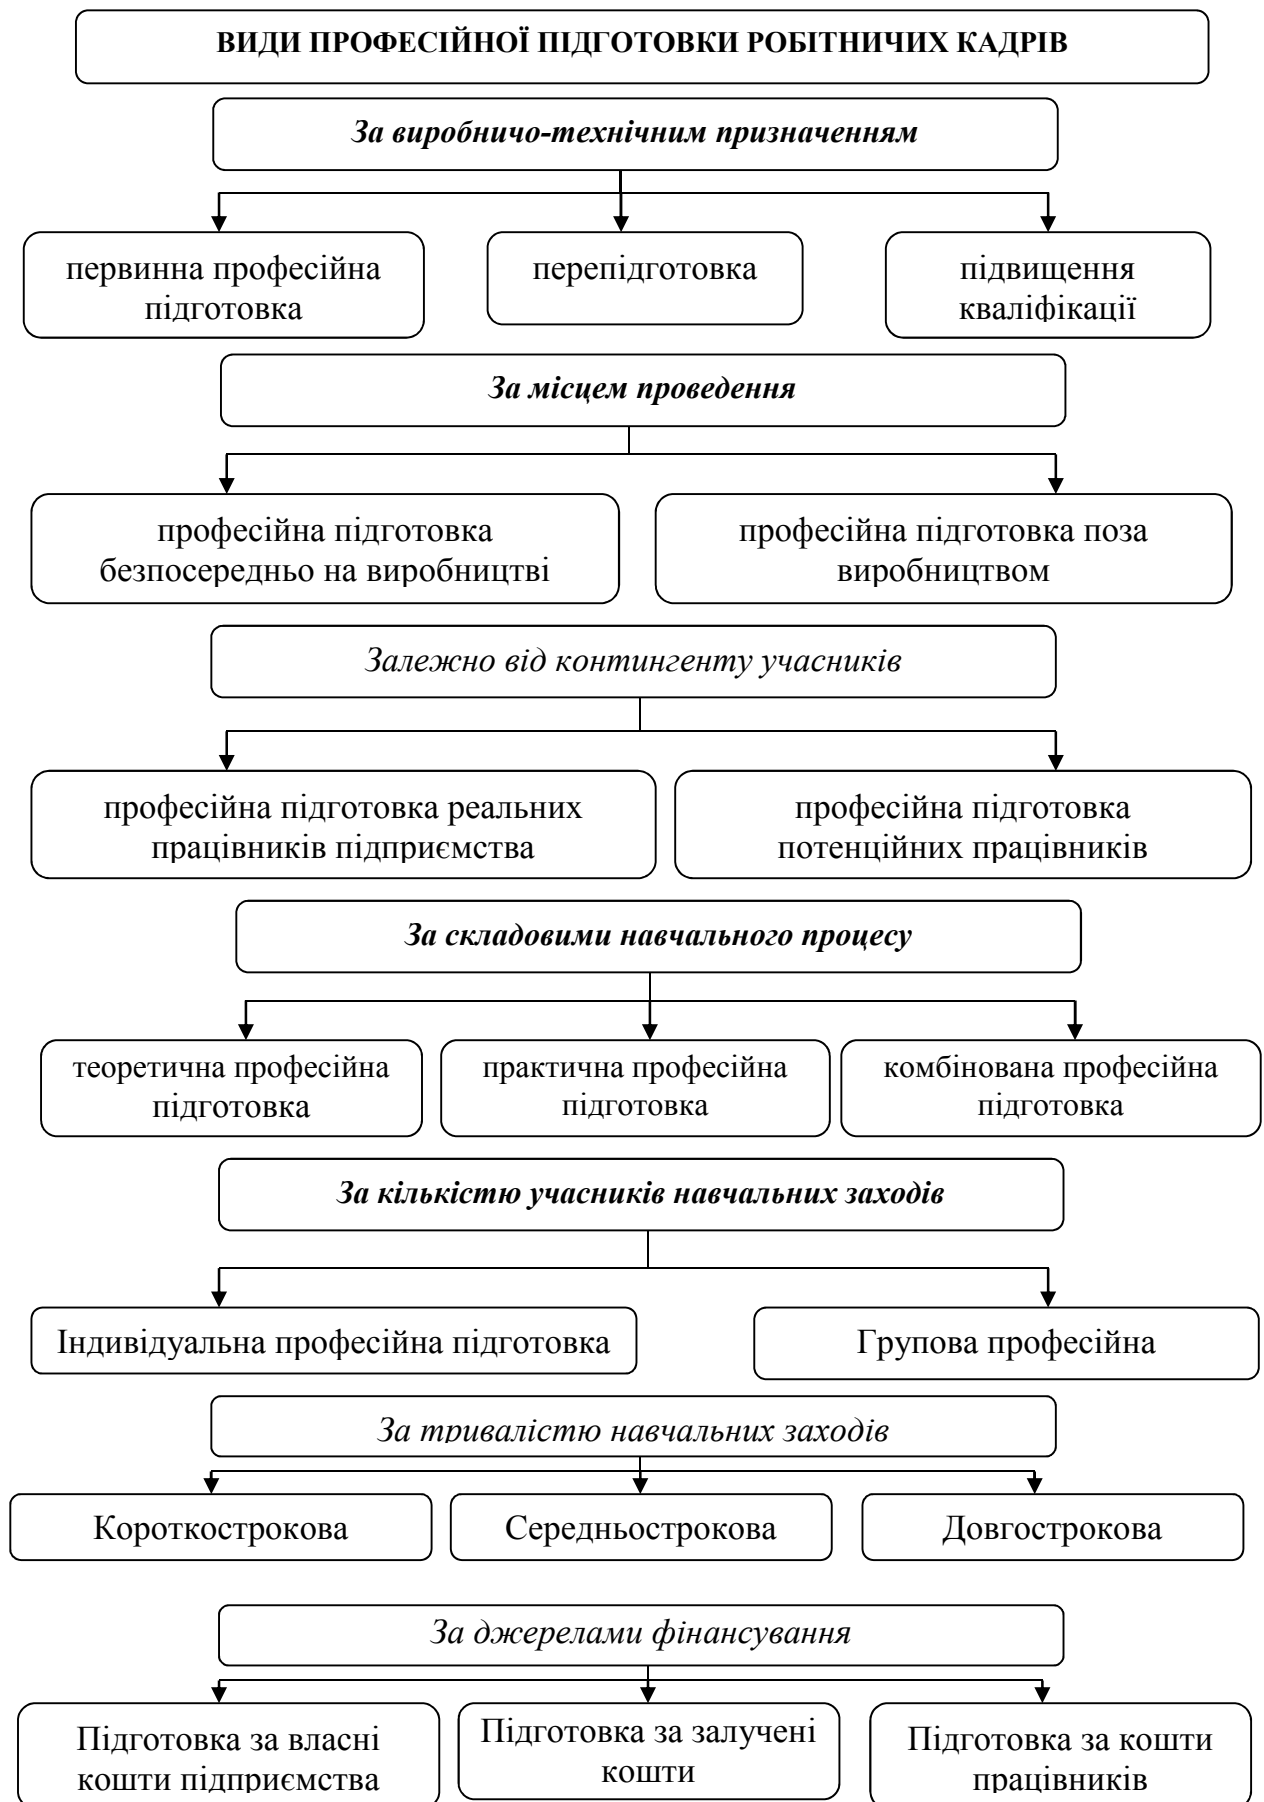 ВИДИ ПРОФЕСІЙНОЇ ПІДГОТОВКИ РОБІТНИЧИХ КАДРІВ
За виробничо-технічним призначенням
первинна професійна
підготовка
перепідготовка
підвищення
кваліфікації
За місцем проведення
професійна підготовка
безпосередньо на виробництві
професійна підготовка поза
виробництвом
Залежно від контингенту учасників
професійна підготовка реальних
працівників підприємства
професійна підготовка
потенційних працівників
За складовими навчального процесу
теоретична професійна
підготовка
практична професійна
підготовка
комбінована професійна
підготовка
За кількістю учасників навчальних заходів
Індивідуальна професійна підготовка
Групова професійна
За тривалістю навчальних заходів
Короткострокова
Середньострокова
Довгострокова
За джерелами фінансування
Підготовка за власні
кошти підприємства
Підготовка за залучені
кошти
Підготовка за кошти
працівників